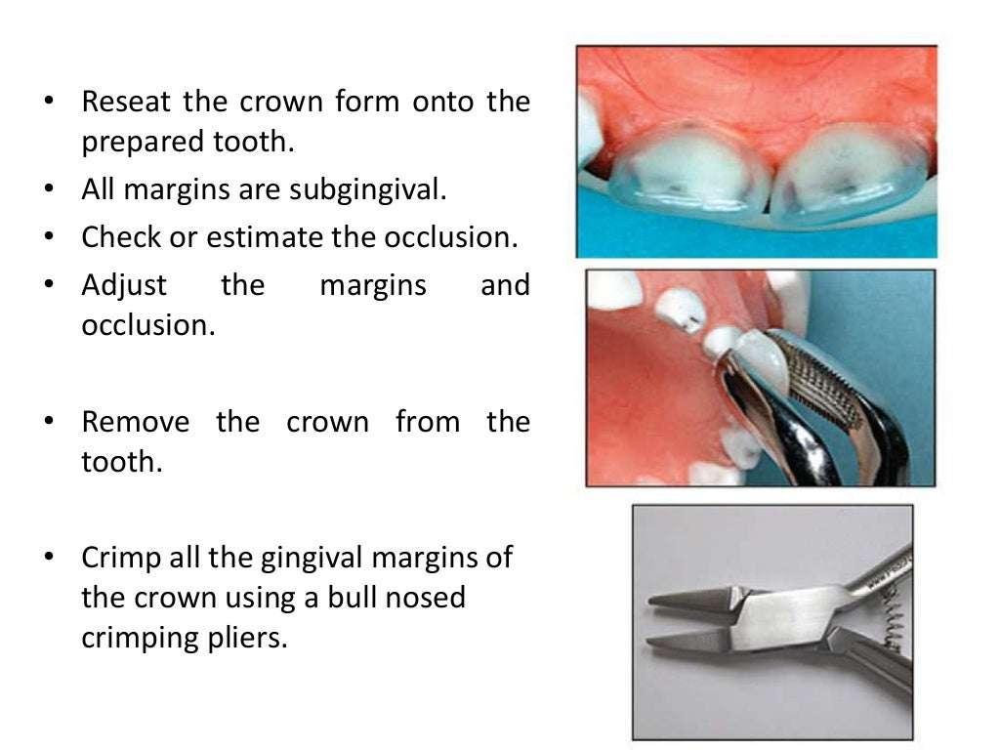 • Reseat the crown form onto the
prepared tooth.
• All margins are subgingival.
• Check or estimate the occlusion.
• Adjust the margins and
occlusion.
• Remove the crown from the
tooth.
• Crimp all the gingival margins of
the crown using a bull nosed
crimping pliers.